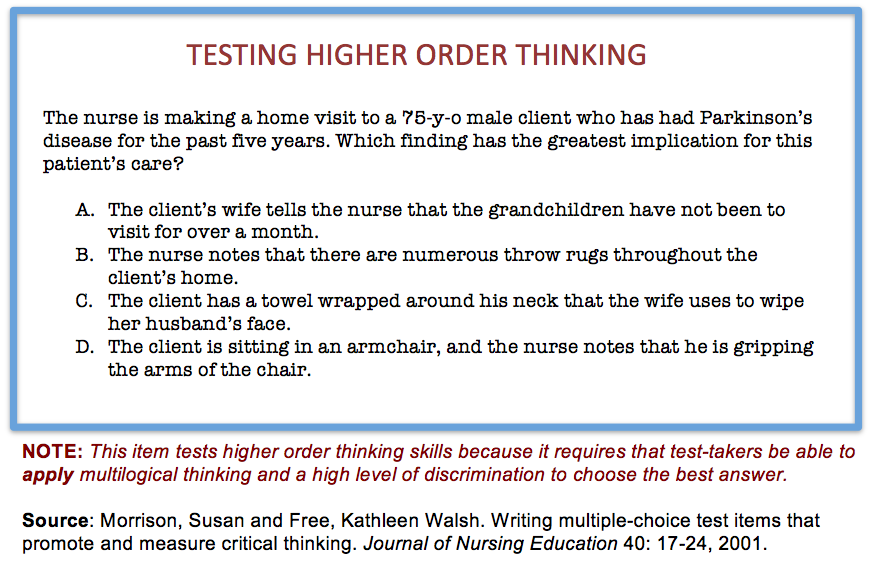 TESTING HIGHER ORDER THINKING
The nurse is making a home visit to a 75-y-o male client who has had Parkinson's
disease for the past five years. Which finding has the greatest implication for this
patient's care?
A. The client's wife tells the nurse that the grandchildren have not been to
visit for over a month.
B. The nurse notes that there are numerous throw rugs throughout the
client's home.
C. The client has a towel wrapped around his neck that the wife uses to wipe
her husband's face.
D. The client is sitting in an armchair, and the nurse notes that he is gripping
the arms of the chair.
NOTE: This item tests higher order thinking skills because it requires that test-takers be able to
apply multilogical thinking and a high level of discrimination to choose the best answer.
Source: Morrison, Susan and Free, Kathleen Walsh. Writing multiple-choice test items that
promote and measure critical thinking. Journal of Nursing Education 40: 17-24, 2001.